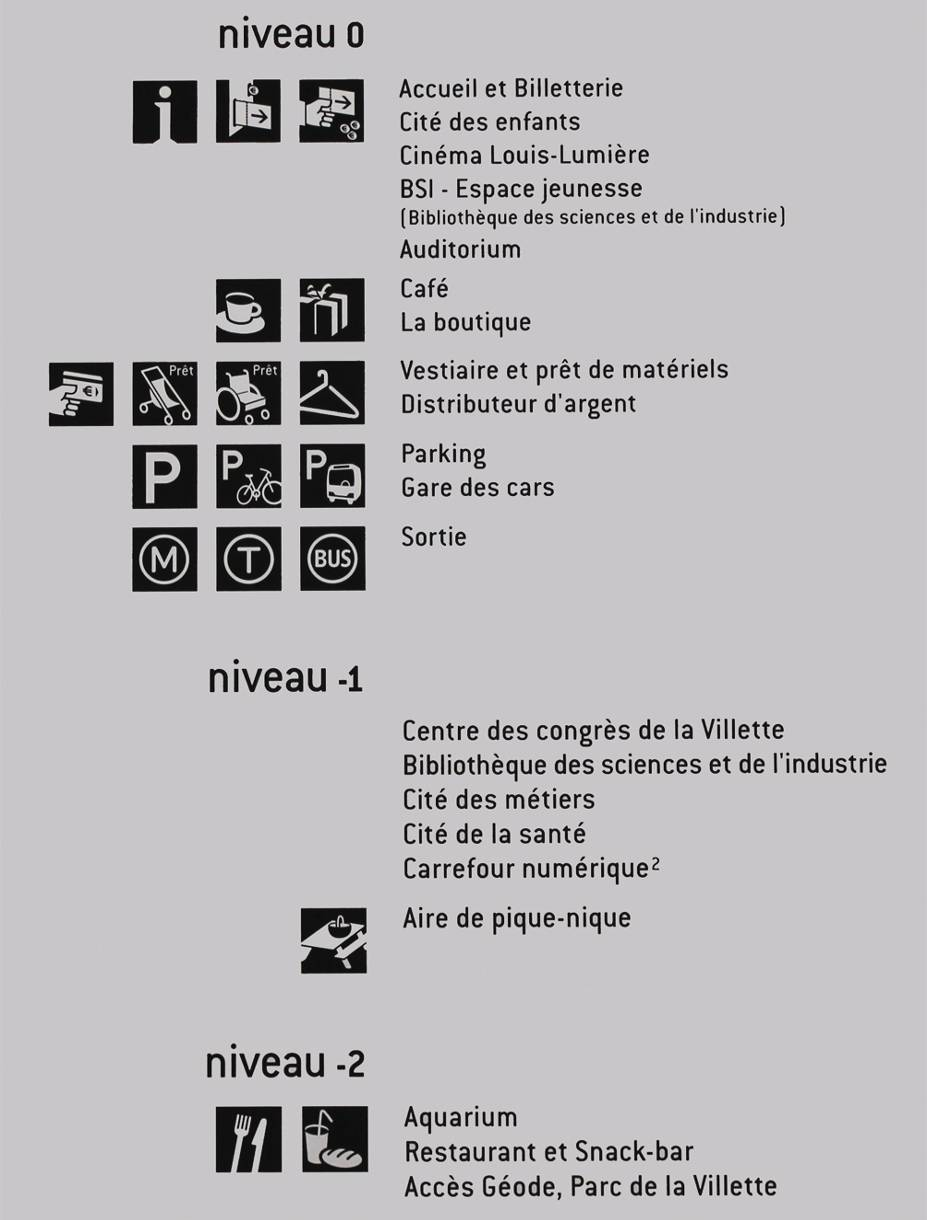 niveau 0
Accueil et Billetterie
Cité des enfants
Cinéma Louis-Lumière
BSI - Espace jeunesse
(Bibliothèque des sciences et de l'industrie)
Auditorium
Café
La boutique
Prêt Prêt
Vestiaire et prêt de matériels
Distributeur d'argent
P P P
Parking
Gare des cars
M T BUS
Sortie
niveau -1
Centre des congrès de la Villette
Bibliothèque des sciences et de l'industrie
Cité des métiers
Cité de la santé
Carrefour numérique²
Aire de pique-nique
niveau -2
Aquarium
Restaurant et Snack-bar
Accès Géode, Parc de la Villette